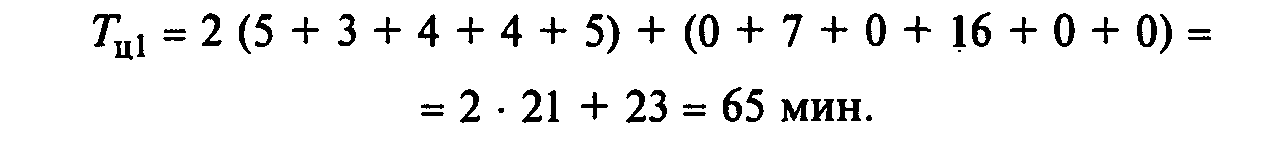 Tц1 = 2 (5 + 3 + 4 + 4 + 5) + (0 + 7 + 0 + 16 + 0 + 0) =
= 2 · 21 + 23 = 65 мин.